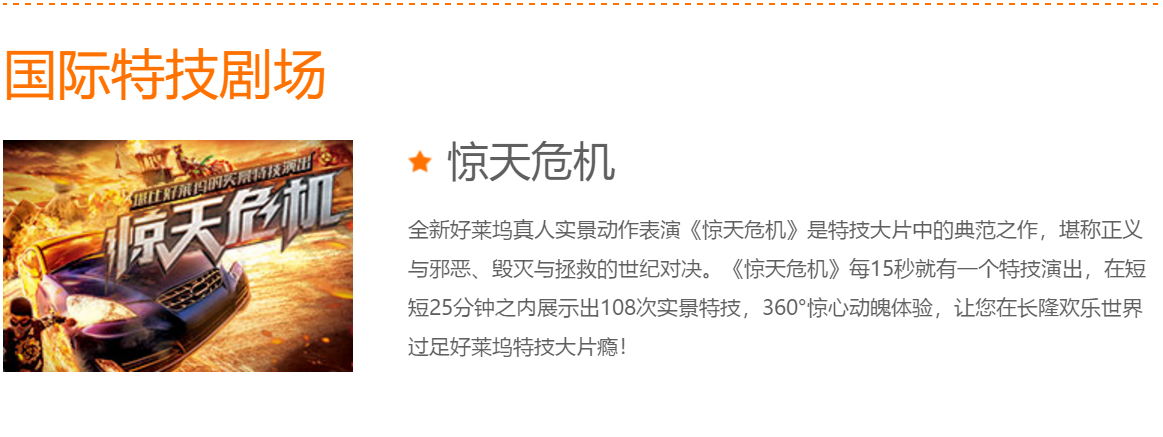 国际特技剧场
堪比好莱坞的实景特技演出
惊天危机
惊天危机
全新好莱坞真人实景动作表演《惊天危机》是特技大片中的典范之作，堪称正义
与邪恶、毁灭与拯救的世纪对决。《惊天危机》每15秒就有一个特技演出，在短
短25分钟之内展示出108次实景特技，360°惊心动魄体验，让您在长隆欢乐世界
过足好莱坞特技大片瘾！